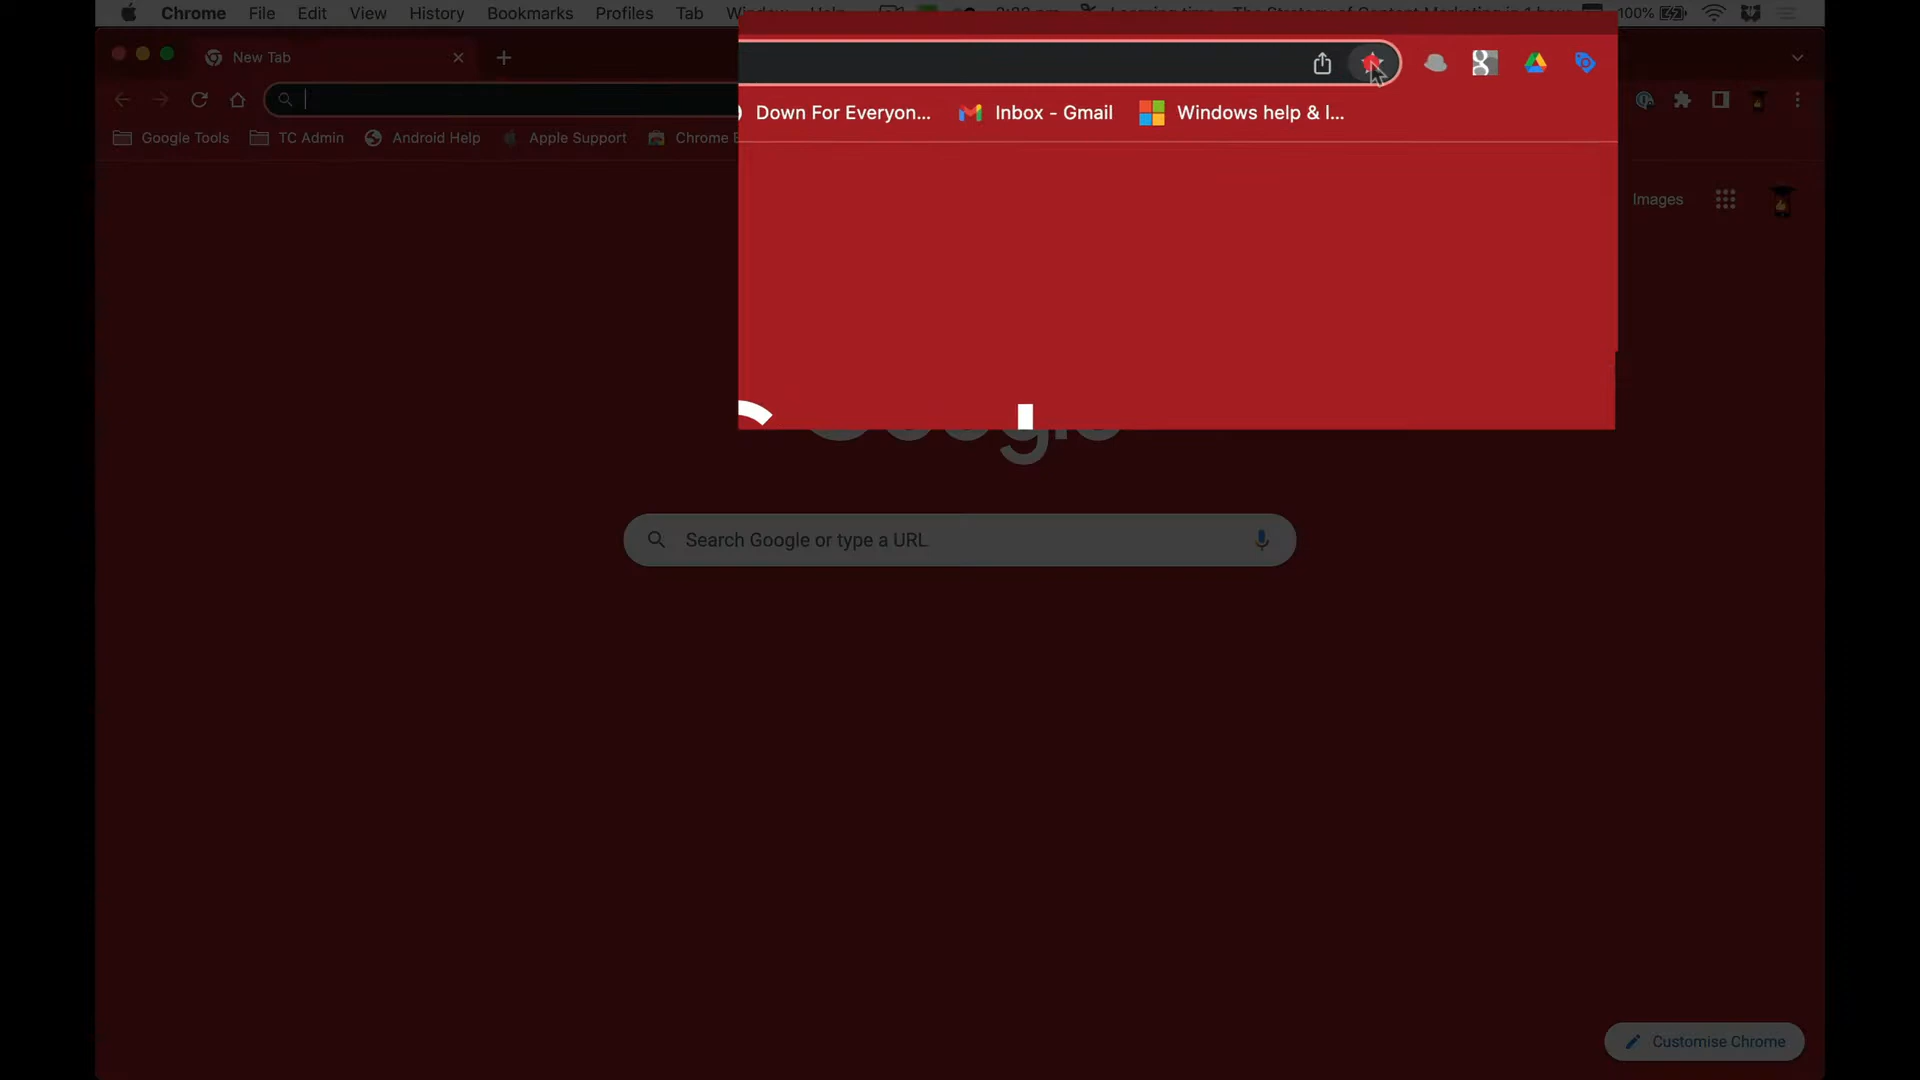 Chrome File Edit View History Bookmarks Profiles Tab 100%
New Tab
Google Tools TC Admin Android Help Apple Support Chrome
Down For Everyon... Inbox - Gmail Windows help & l...
Images
Search Google or type a URL
Customise Chrome